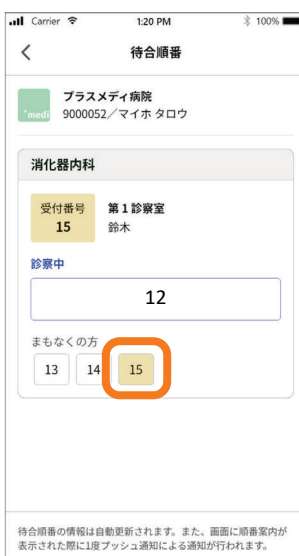 Carrier 1:20 PM 100%
待合順番
プラスメディ病院
9000052／マイホ タロウ
+medi
消化器内科
受付番号 第1診察室
15 鈴木
診察中
12
まもなくの方
13 14 15
待合順番の情報は自動更新されます。また、画面に順番案内が
表示された際に1度プッシュ通知による通知が行われます。